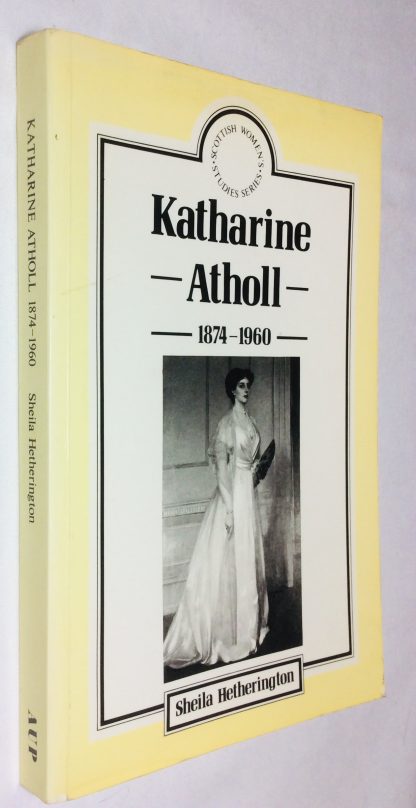 · SCOTTISH WOMEN'S ·
STUDIES SERIES
Katharine
— Atholl —
— 1874–1960 —
Sheila Hetherington
KATHARINE ATHOLL 1874–1960 Sheila Hetherington AUP